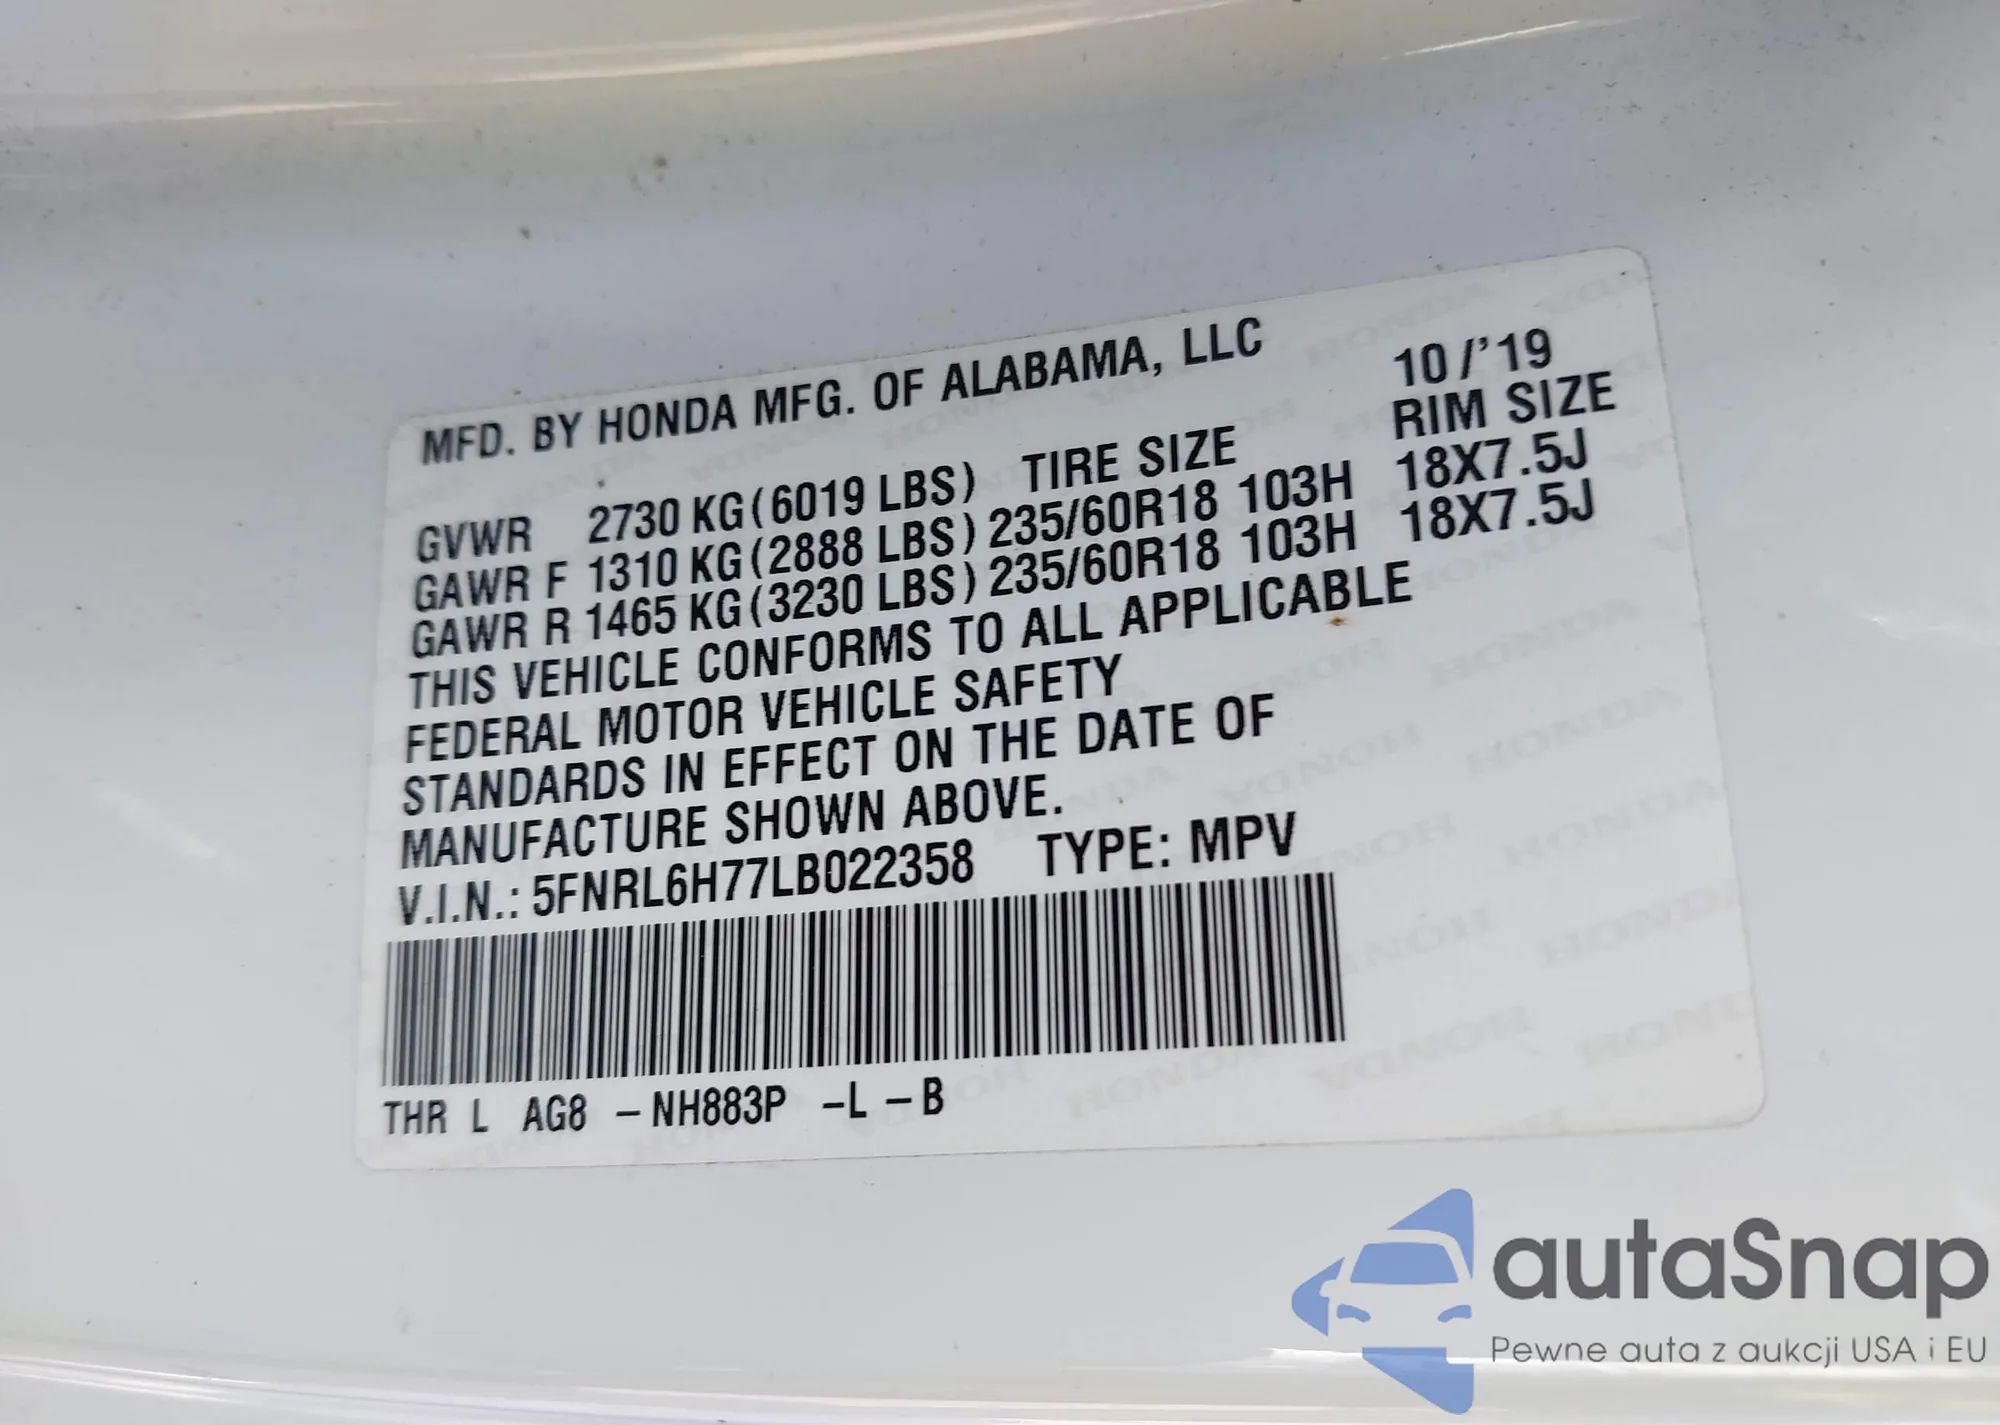 MFD. BY HONDA MFG. OF ALABAMA, LLC 10/'19
RIM SIZE
GVWR 2730 KG(6019 LBS) TIRE SIZE
GAWR F 1310 KG(2888 LBS) 235/60R18 103H 18X7.5J
GAWR R 1465 KG(3230 LBS) 235/60R18 103H 18X7.5J
THIS VEHICLE CONFORMS TO ALL APPLICABLE
FEDERAL MOTOR VEHICLE SAFETY
STANDARDS IN EFFECT ON THE DATE OF
MANUFACTURE SHOWN ABOVE.
V.I.N.: 5FNRL6H77LB022358 TYPE: MPV
THR L AG8 -NH883P -L -B
autaSnap
Pewne auta z aukcji USA i EU